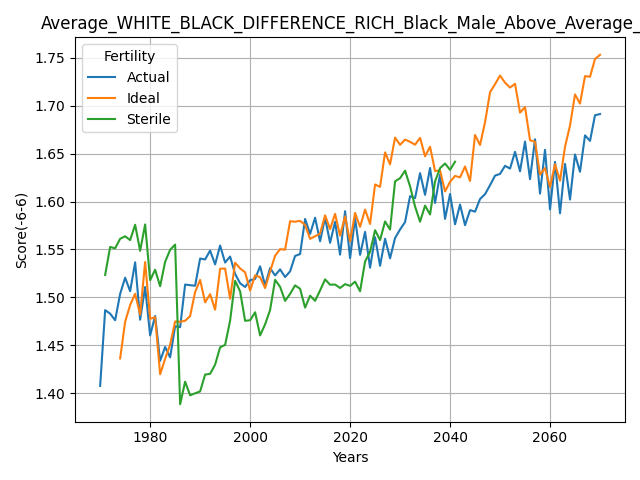 Average_WHITE_BLACK_DIFFERENCE_RICH_Black_Male_Above_Average_
Fertility
Actual
Ideal
Sterile
Score(-6-6)
1.75
1.70
1.65
1.60
1.55
1.50
1.45
1.40
1980
2000
2020
2040
2060
Years